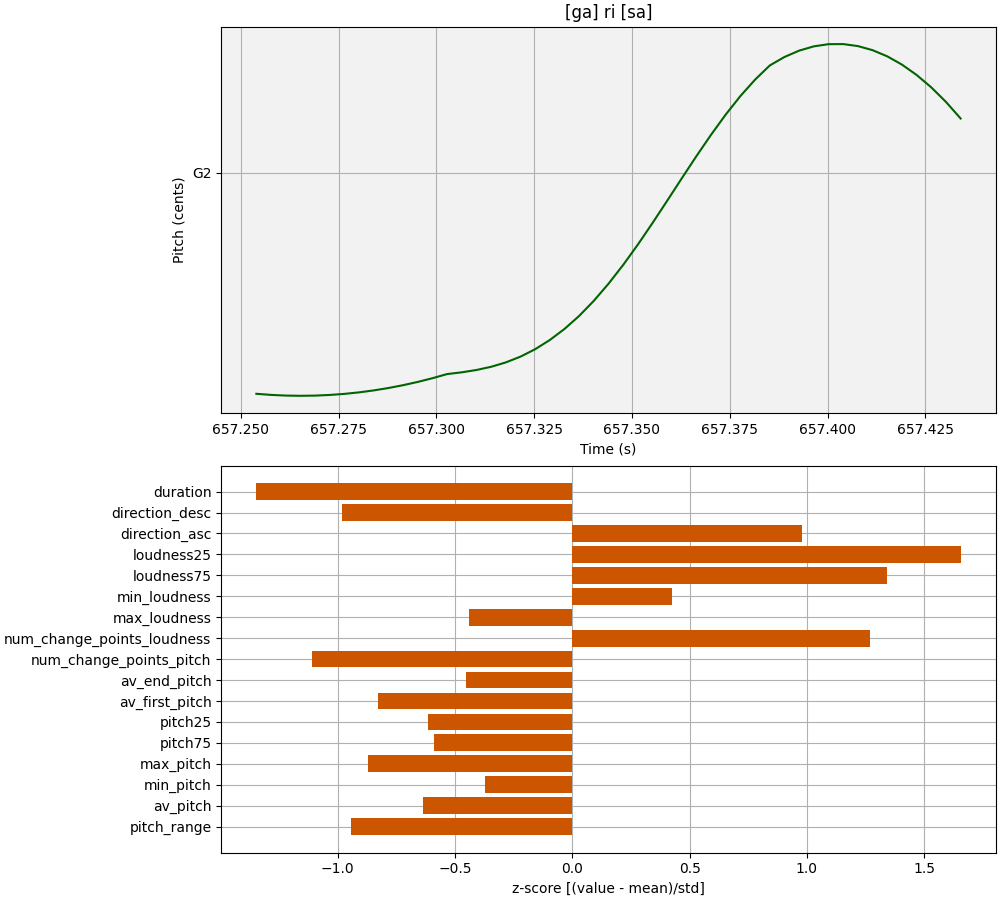 [ga] ri [sa]
Pitch (cents)
G2
657.250 657.275 657.300 657.325 657.350 657.375 657.400 657.425
Time (s)
duration
direction_desc
direction_asc
loudness25
loudness75
min_loudness
max_loudness
num_change_points_loudness
num_change_points_pitch
av_end_pitch
av_first_pitch
pitch25
pitch75
max_pitch
min_pitch
av_pitch
pitch_range
−1.0 −0.5 0.0 0.5 1.0 1.5
z-score [(value - mean)/std]